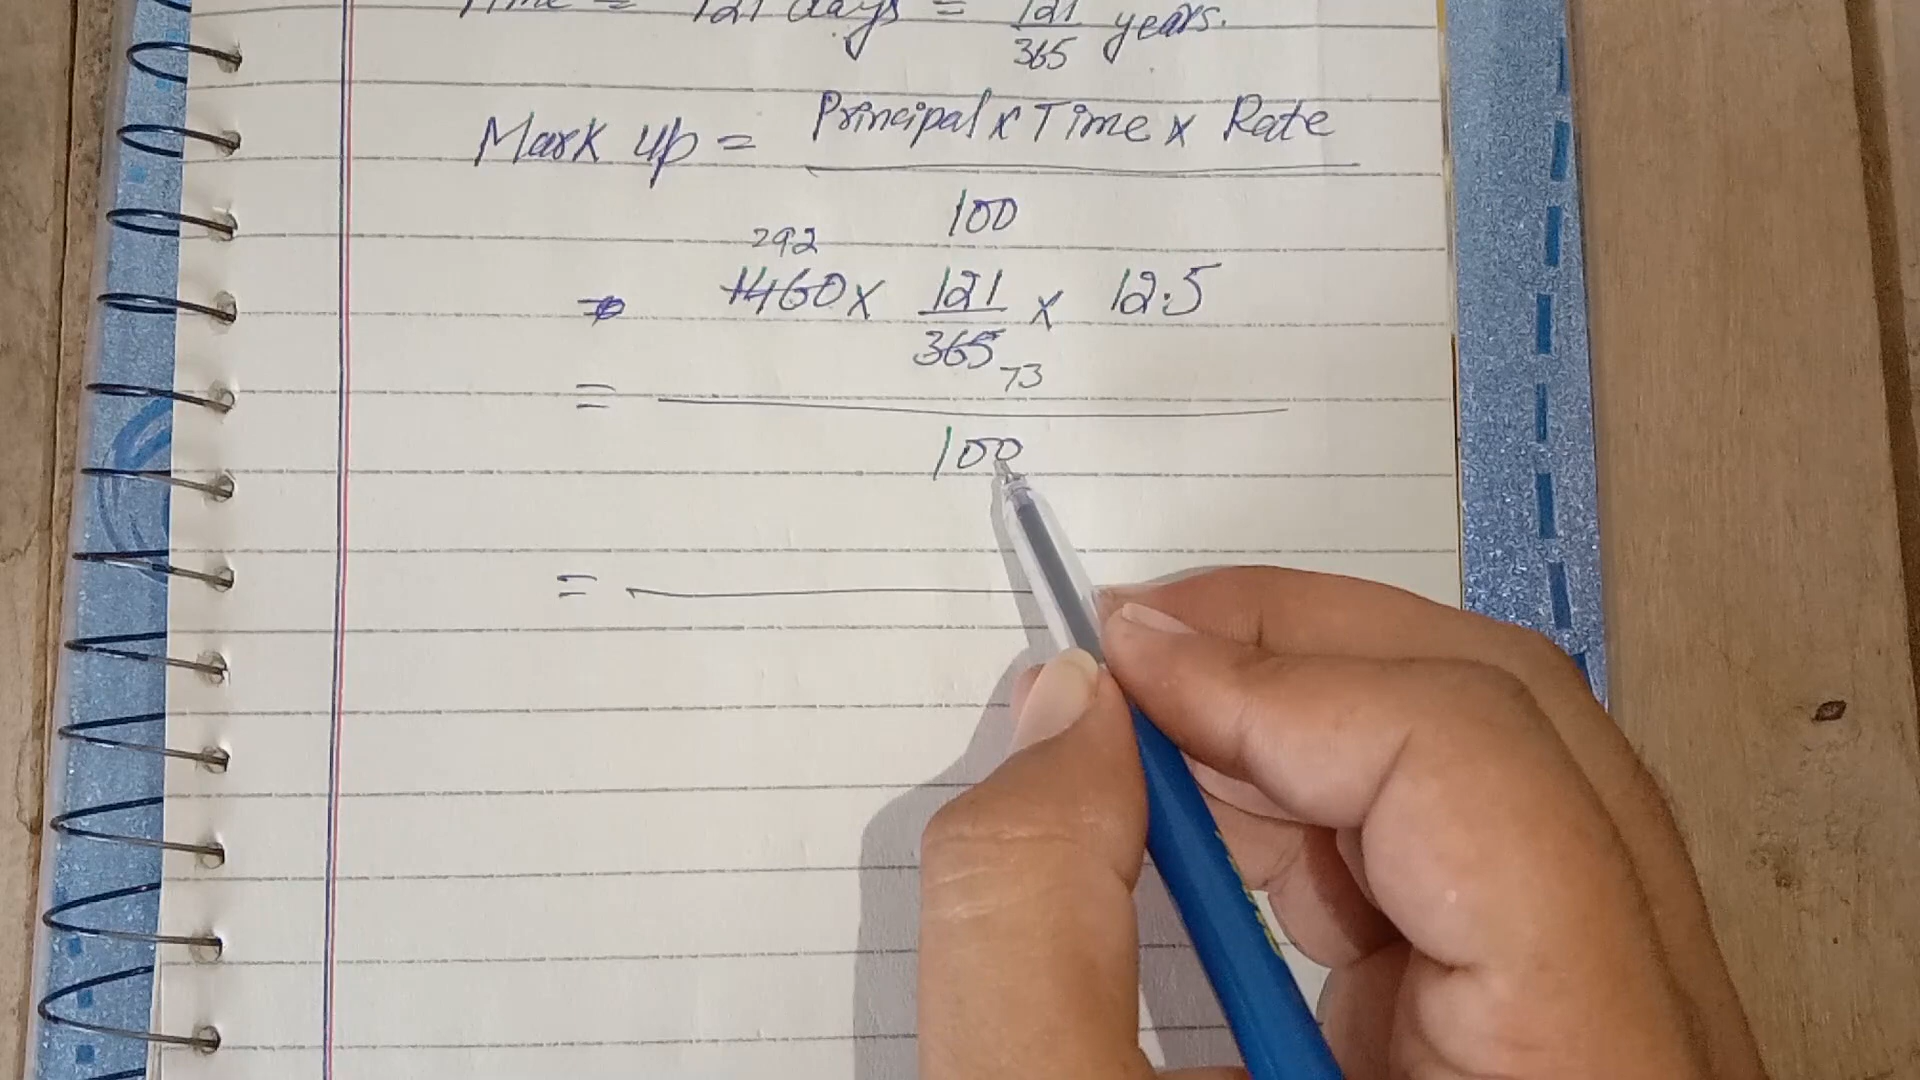 Time = 121 days = 121/365 years.
Mark up = Principal x Time x Rate
100
292
1460 x 121/365 x 12.5
73
=
100
=